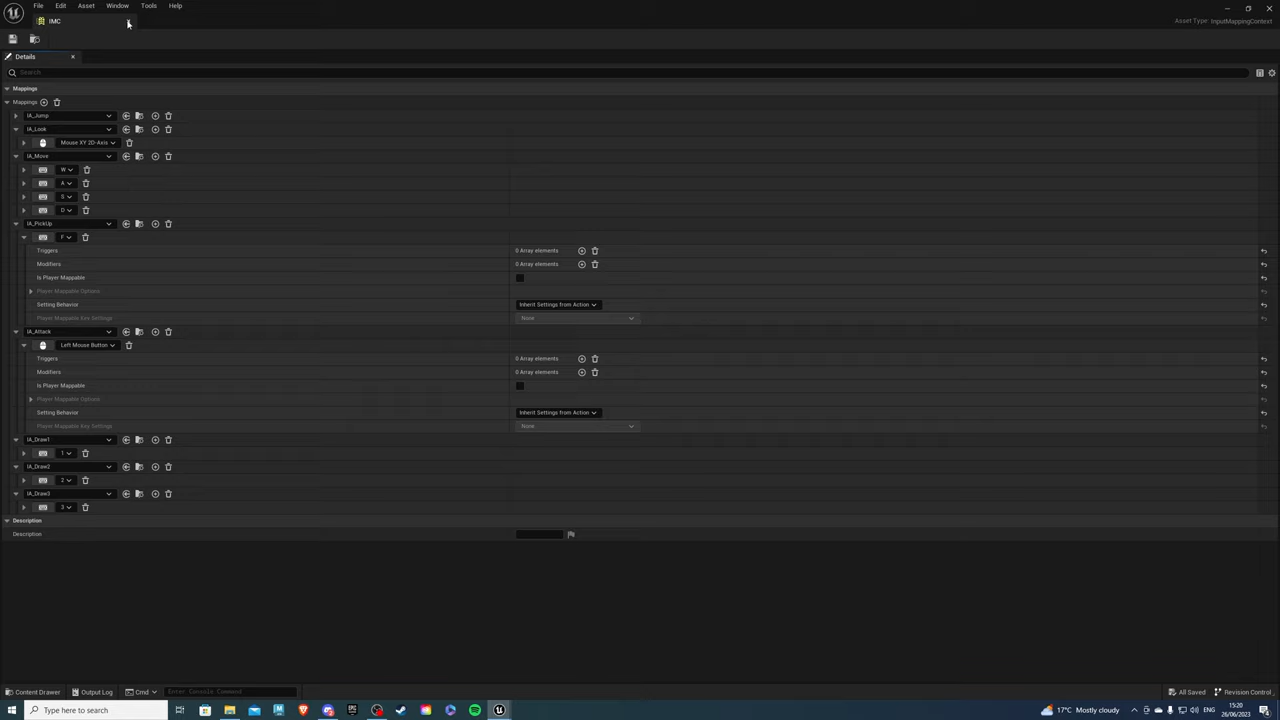 File Edit Asset Window Tools Help
IMC
Asset Type: InputMappingContext
Details
Search
Mappings
Mappings
IA_Jump
IA_Look
Mouse XY 2D-Axis
IA_Move
W
A
S
D
IA_PickUp
F
Triggers 0 Array elements
Modifiers 0 Array elements
Is Player Mappable
Player Mappable Options
Setting Behavior Inherit Settings from Action
Player Mappable Key Settings None
IA_Attack
Left Mouse Button
Triggers 0 Array elements
Modifiers 0 Array elements
Is Player Mappable
Player Mappable Options
Setting Behavior Inherit Settings from Action
Player Mappable Key Settings None
IA_Draw1
1
IA_Draw2
2
IA_Draw3
3
Description
Description
Content Drawer Output Log Cmd Enter Console Command All Saved Revision Control
Type here to search 17°C Mostly cloudy 15:20
26/06/2023